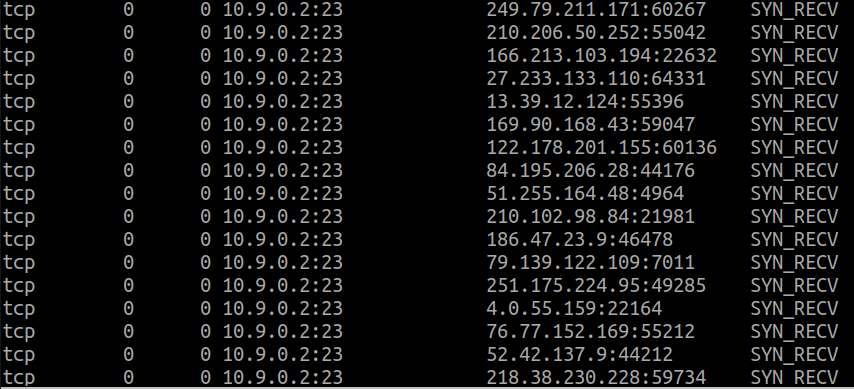 tcp 0 0 10.9.0.2:23 249.79.211.171:60267 SYN_RECV
tcp 0 0 10.9.0.2:23 210.206.50.252:55042 SYN_RECV
tcp 0 0 10.9.0.2:23 166.213.103.194:22632 SYN_RECV
tcp 0 0 10.9.0.2:23 27.233.133.110:64331 SYN_RECV
tcp 0 0 10.9.0.2:23 13.39.12.124:55396 SYN_RECV
tcp 0 0 10.9.0.2:23 169.90.168.43:59047 SYN_RECV
tcp 0 0 10.9.0.2:23 122.178.201.155:60136 SYN_RECV
tcp 0 0 10.9.0.2:23 84.195.206.28:44176 SYN_RECV
tcp 0 0 10.9.0.2:23 51.255.164.48:4964 SYN_RECV
tcp 0 0 10.9.0.2:23 210.102.98.84:21981 SYN_RECV
tcp 0 0 10.9.0.2:23 186.47.23.9:46478 SYN_RECV
tcp 0 0 10.9.0.2:23 79.139.122.109:7011 SYN_RECV
tcp 0 0 10.9.0.2:23 251.175.224.95:49285 SYN_RECV
tcp 0 0 10.9.0.2:23 4.0.55.159:22164 SYN_RECV
tcp 0 0 10.9.0.2:23 76.77.152.169:55212 SYN_RECV
tcp 0 0 10.9.0.2:23 52.42.137.9:44212 SYN_RECV
tcp 0 0 10.9.0.2:23 218.38.230.228:59734 SYN_RECV